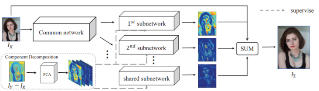 1st subnetwork
supervise
Common network
2nd subnetwork
SUM
Component Decomposition
PCA
shared subnetwork